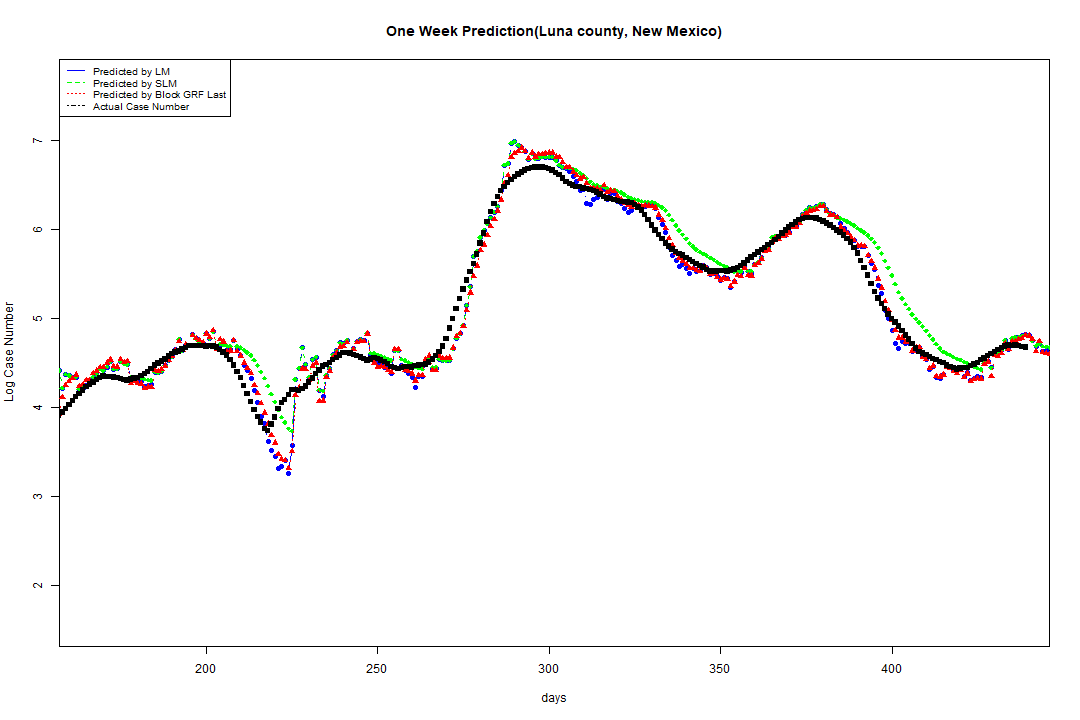 One Week Prediction(Luna county, New Mexico)
Predicted by LM
Predicted by SLM
Predicted by Block GRF Last
Actual Case Number
7
6
5
4
3
2
Log Case Number
200 250 300 350 400
days